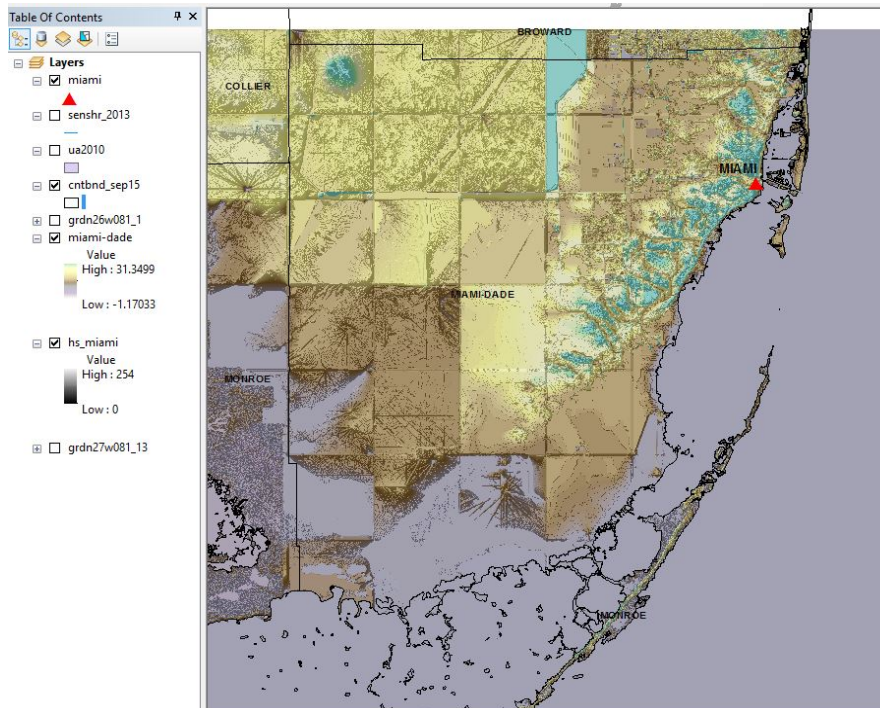 Table Of Contents
Layers
miami
senshr_2013
ua2010
cntbnd_sep15
grdn26w081_1
miami-dade
Value
High : 31.3499
Low : -1.17033
hs_miami
Value
High : 254
Low : 0
grdn27w081_13
BROWARD
COLLIER
MIAMI
MIAMI-DADE
MONROE
MONROE